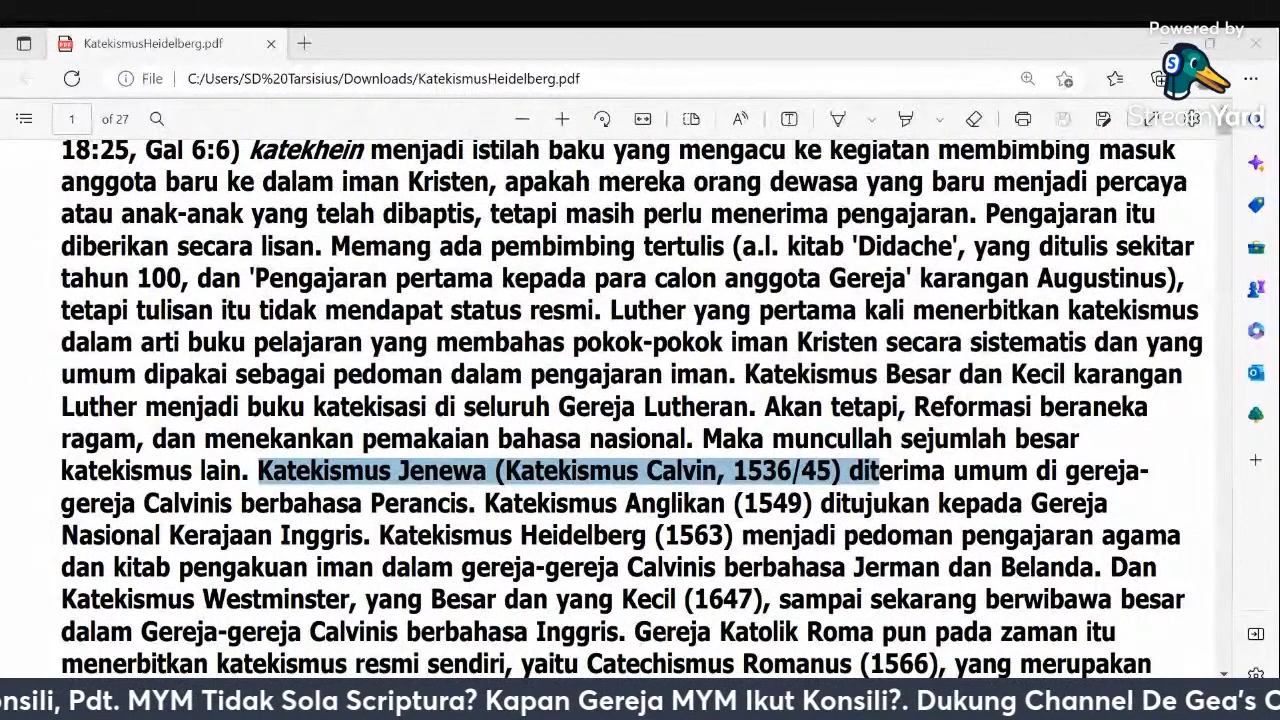 Powered by
KatekismusHeidelberg.pdf
File
C:/Users/SD%20Tarsisius/Downloads/KatekismusHeidelberg.pdf
StreamYard
1 of 27
18:25, Gal 6:6) katekhein menjadi istilah baku yang mengacu ke kegiatan membimbing masuk
anggota baru ke dalam iman Kristen, apakah mereka orang dewasa yang baru menjadi percaya
atau anak-anak yang telah dibaptis, tetapi masih perlu menerima pengajaran. Pengajaran itu
diberikan secara lisan. Memang ada pembimbing tertulis (a.l. kitab 'Didache', yang ditulis sekitar
tahun 100, dan 'Pengajaran pertama kepada para calon anggota Gereja' karangan Augustinus),
tetapi tulisan itu tidak mendapat status resmi. Luther yang pertama kali menerbitkan katekismus
dalam arti buku pelajaran yang membahas pokok-pokok iman Kristen secara sistematis dan yang
umum dipakai sebagai pedoman dalam pengajaran iman. Katekismus Besar dan Kecil karangan
Luther menjadi buku katekisasi di seluruh Gereja Lutheran. Akan tetapi, Reformasi beraneka
ragam, dan menekankan pemakaian bahasa nasional. Maka muncullah sejumlah besar
katekismus lain. Katekismus Jenewa (Katekismus Calvin, 1536/45) diterima umum di gereja-
gereja Calvinis berbahasa Perancis. Katekismus Anglikan (1549) ditujukan kepada Gereja
Nasional Kerajaan Inggris. Katekismus Heidelberg (1563) menjadi pedoman pengajaran agama
dan kitab pengakuan iman dalam gereja-gereja Calvinis berbahasa Jerman dan Belanda. Dan
Katekismus Westminster, yang Besar dan yang Kecil (1647), sampai sekarang berwibawa besar
dalam Gereja-gereja Calvinis berbahasa Inggris. Gereja Katolik Roma pun pada zaman itu
menerbitkan katekismus resmi sendiri, yaitu Catechismus Romanus (1566), yang merupakan
onsili, Pdt. MYM Tidak Sola Scriptura? Kapan Gereja MYM Ikut Konsili?. Dukung Channel De Gea's C